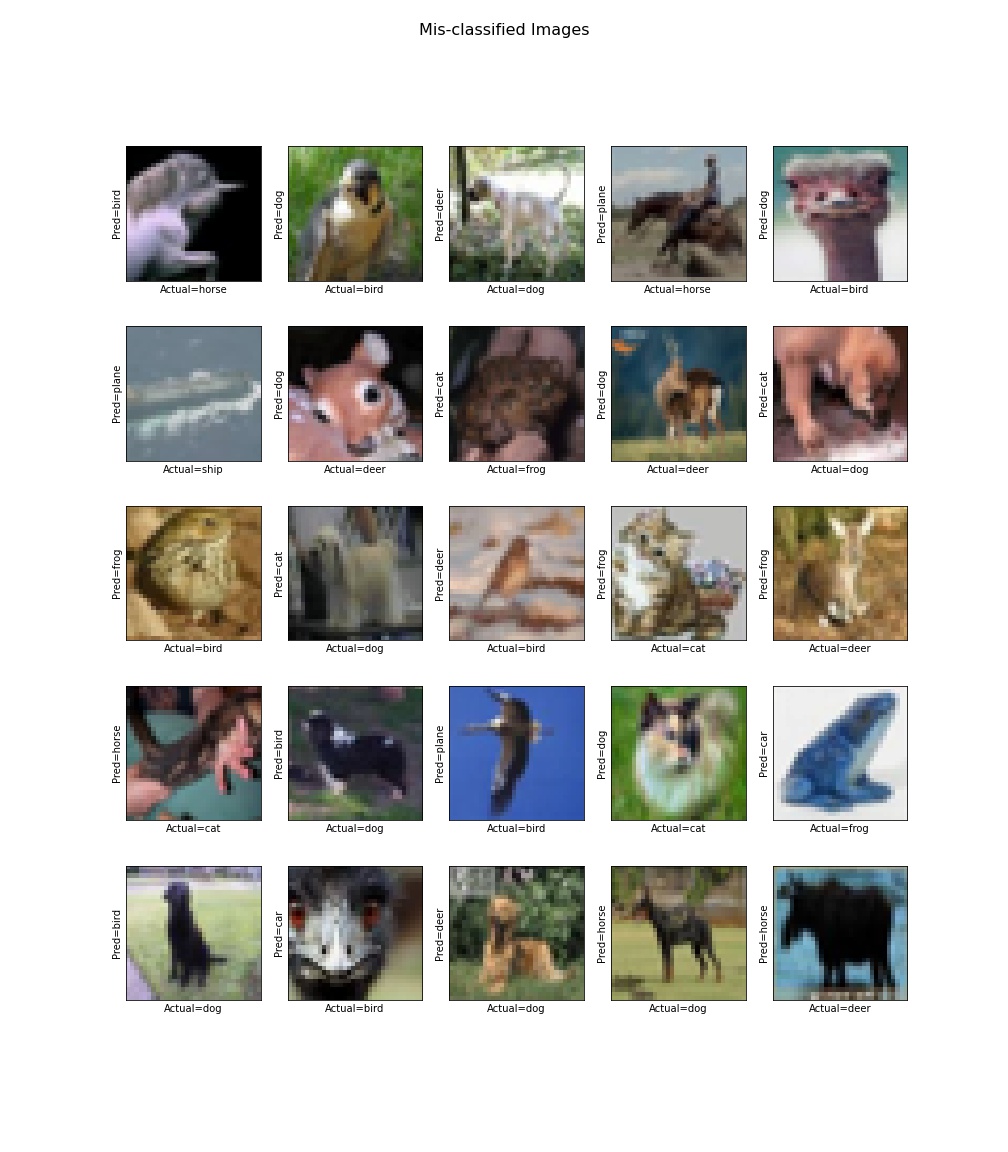 Mis-classified Images
Pred=bird
Actual=horse
Pred=dog
Actual=bird
Pred=deer
Actual=dog
Pred=plane
Actual=horse
Pred=dog
Actual=bird
Pred=plane
Actual=ship
Pred=dog
Actual=deer
Pred=cat
Actual=frog
Pred=dog
Actual=deer
Pred=cat
Actual=dog
Pred=frog
Actual=bird
Pred=cat
Actual=dog
Pred=deer
Actual=bird
Pred=frog
Actual=cat
Pred=frog
Actual=deer
Pred=horse
Actual=cat
Pred=bird
Actual=dog
Pred=plane
Actual=bird
Pred=dog
Actual=cat
Pred=car
Actual=frog
Pred=bird
Actual=dog
Pred=car
Actual=bird
Pred=deer
Actual=dog
Pred=horse
Actual=dog
Pred=horse
Actual=deer